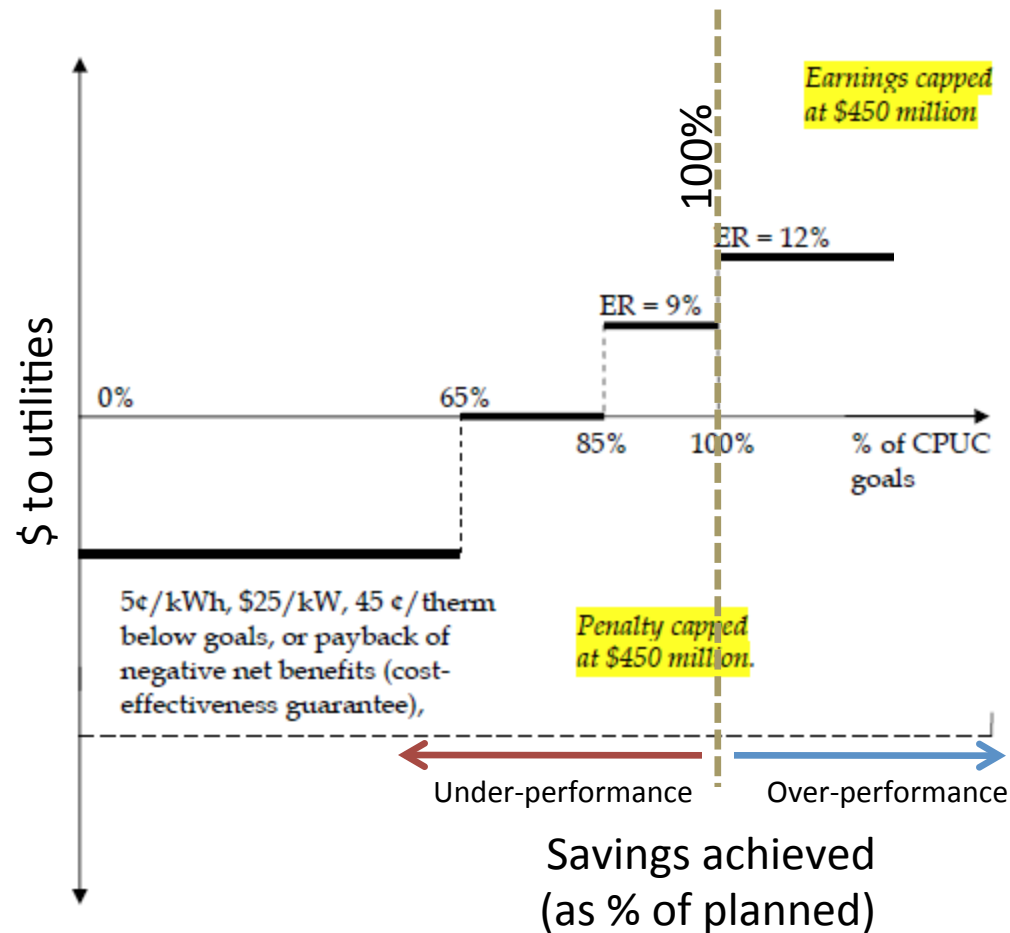 Earnings capped
at $450 million
100%
ER = 12%
ER = 9%
$ to utilities
0%
65%
85%
100%
% of CPUC
goals
5¢/kWh, $25/kW, 45 ¢/therm
below goals, or payback of
negative net benefits (cost-
effectiveness guarantee),
Penalty capped
at $450 million.
Under-performance
Over-performance
Savings achieved
(as % of planned)